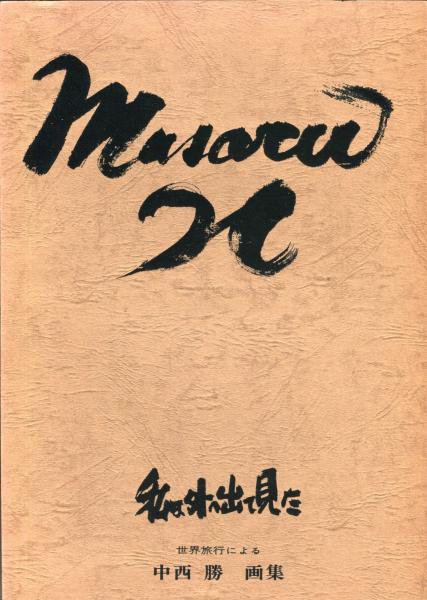 Masaru
N
私は外へ出て見た
世界旅行による
中西 勝 画集